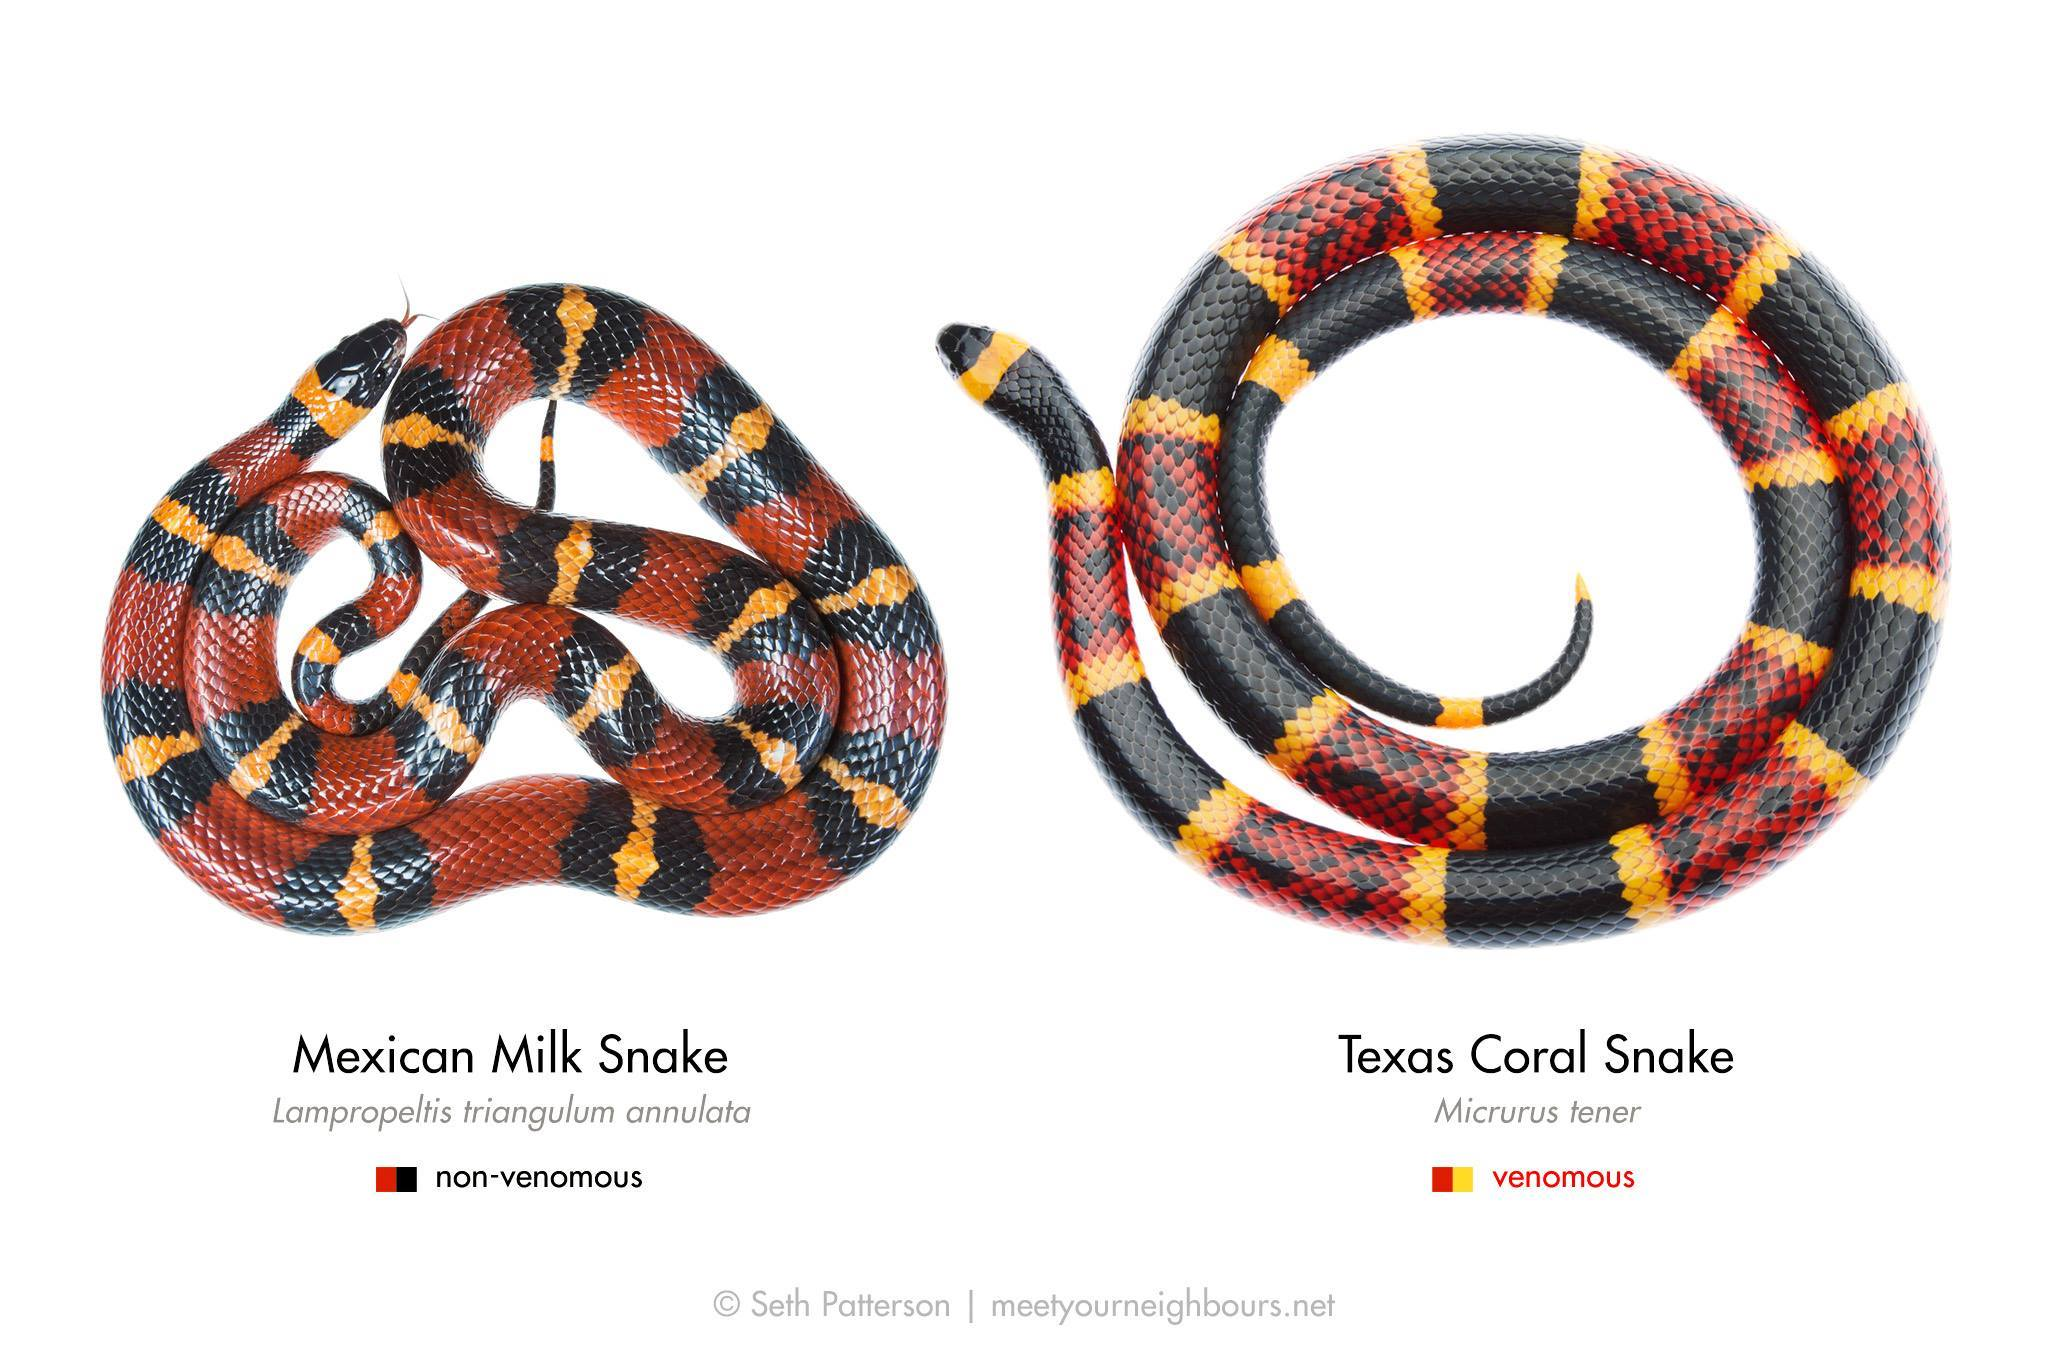 Mexican Milk Snake
Lampropeltis triangulum annulata
non-venomous
Texas Coral Snake
Micrurus tener
venomous
© Seth Patterson | meetyourneighbours.net